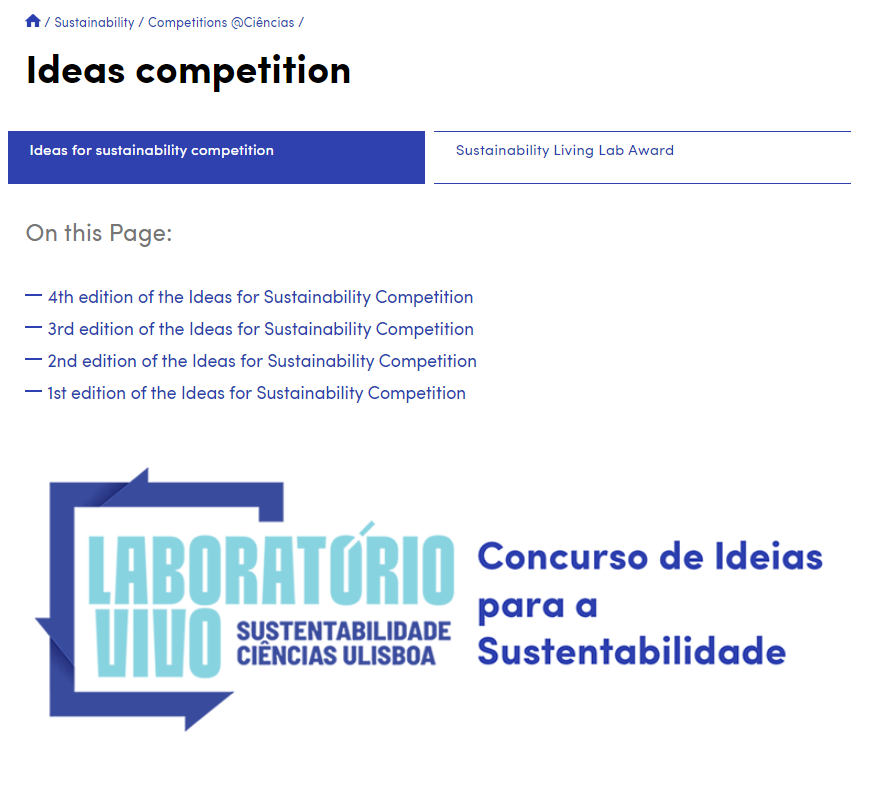 / Sustainability / Competitions @Ciências /
Ideas competition
Ideas for sustainability competition
Sustainability Living Lab Award
On this Page:
— 4th edition of the Ideas for Sustainability Competition
— 3rd edition of the Ideas for Sustainability Competition
— 2nd edition of the Ideas for Sustainability Competition
— 1st edition of the Ideas for Sustainability Competition
LABORATÓRIO
VIVO
SUSTENTABILIDADE
CIÊNCIAS ULISBOA
Concurso de Ideias
para a
Sustentabilidade